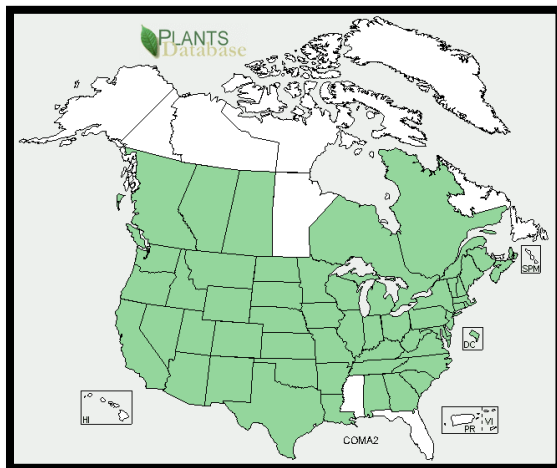 PLANTS
Database
SPM
DC
HI
PR
VI
COMA2